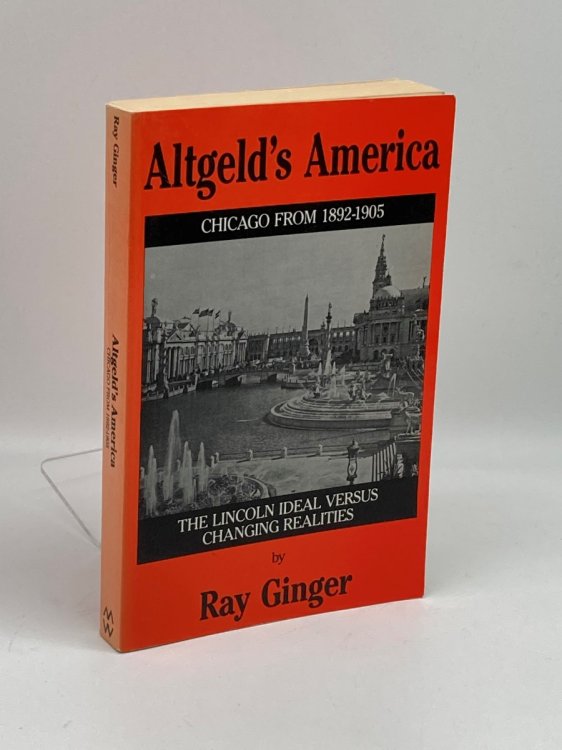 Altgeld's America
CHICAGO FROM 1892-1905
THE LINCOLN IDEAL VERSUS
CHANGING REALITIES
by
Ray Ginger
Ray Ginger
Altgeld's America
CHICAGO FROM 1892-1905
MW